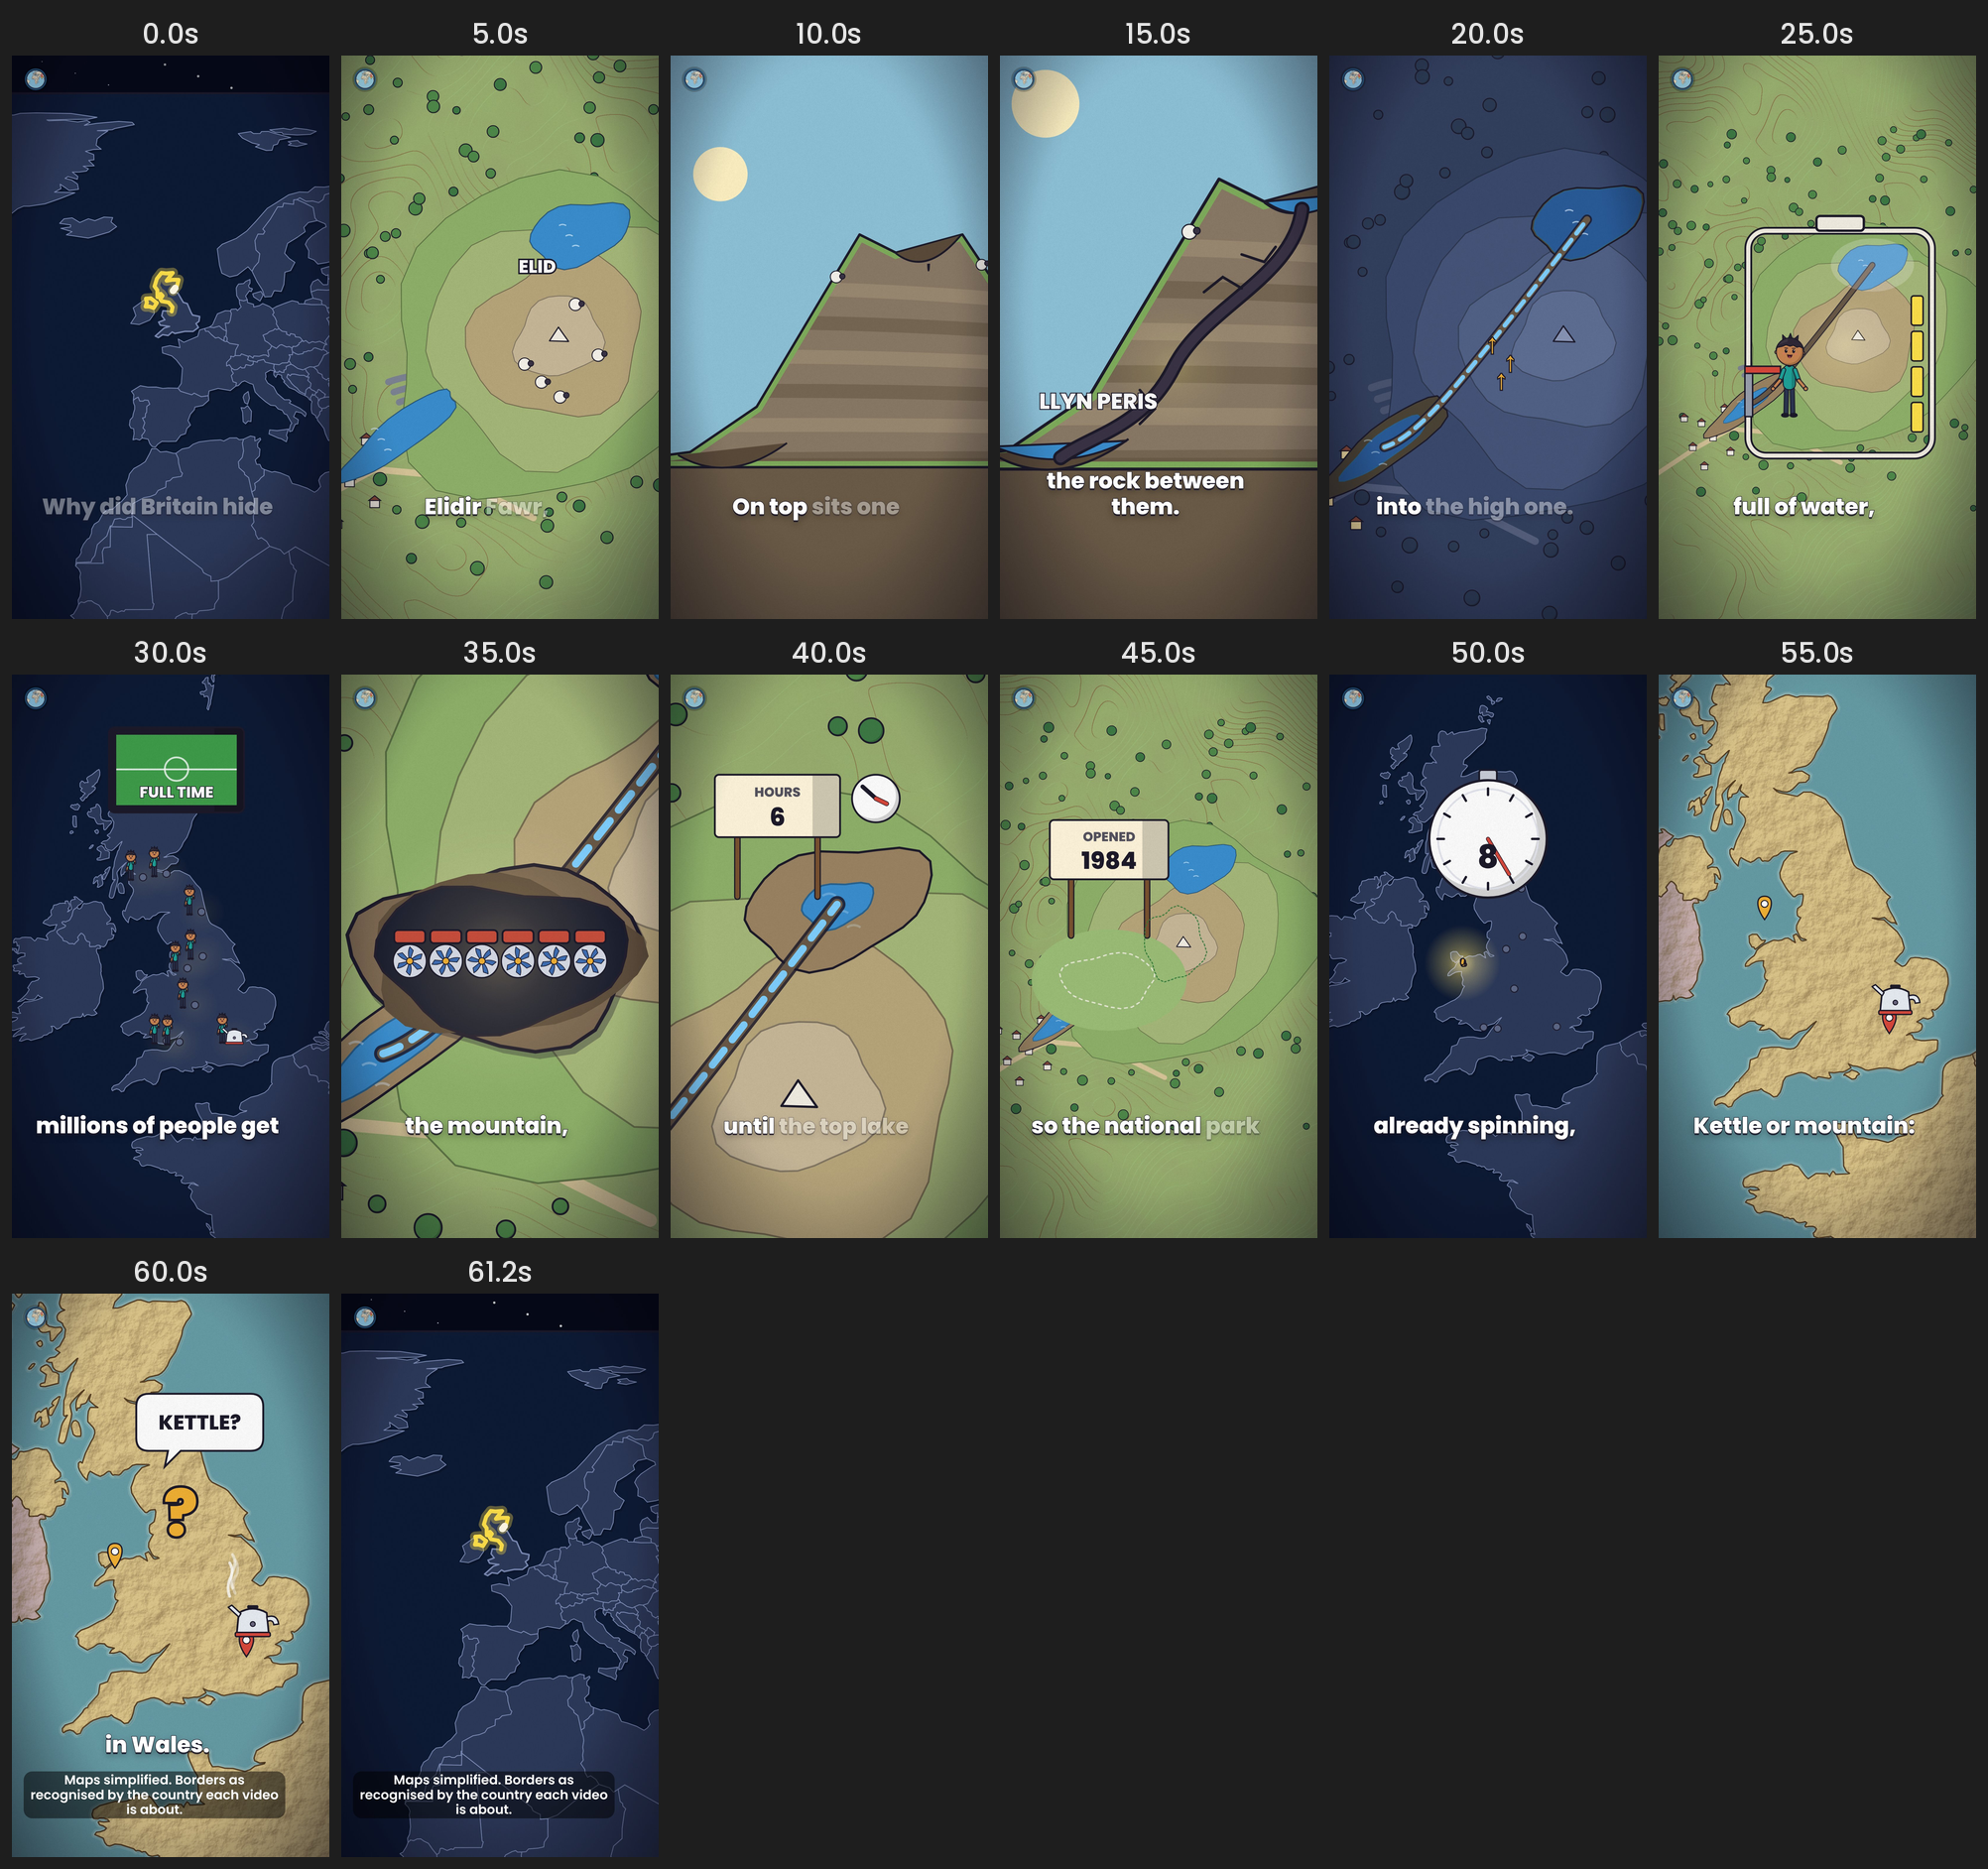 0.0s
5.0s
10.0s
15.0s
20.0s
25.0s
Why did Britain hide
ELID
Elidir Fawr.
On top sits one
LLYN PERIS
the rock between
them.
into the high one.
full of water,
30.0s
35.0s
40.0s
45.0s
50.0s
55.0s
FULL TIME
millions of people get
the mountain,
HOURS
6
until the top lake
OPENED
1984
so the national park
8
already spinning,
Kettle or mountain:
60.0s
61.2s
KETTLE?
?
in Wales.
Maps simplified. Borders as
recognised by the country each video
is about.
Maps simplified. Borders as
recognised by the country each video
is about.